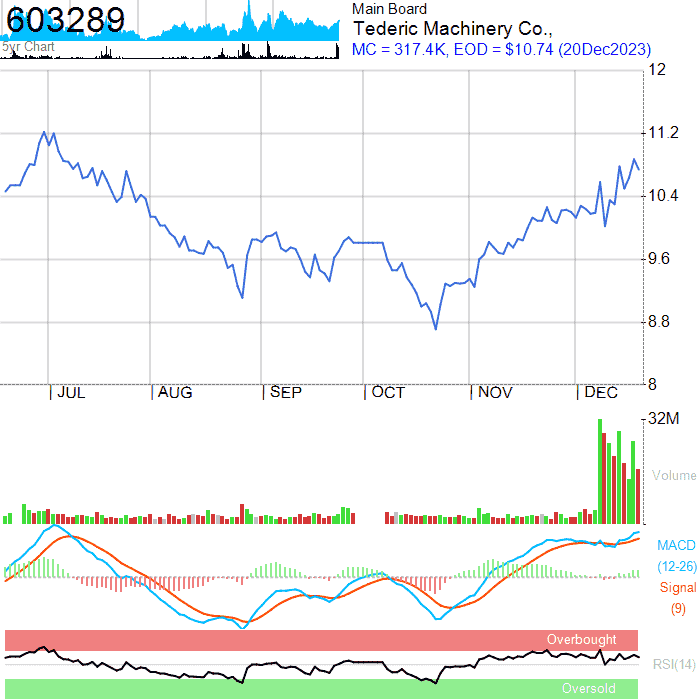 603289
5yr Chart
Main Board
Tederic Machinery Co.,
MC = 317.4K, EOD = $10.74 (20Dec2023)
12
11.2
10.4
9.6
8.8
8
JUL
AUG
SEP
OCT
NOV
DEC
32M
Volume
MACD
(12-26)
Signal
(9)
Overbought
RSI(14)
Oversold